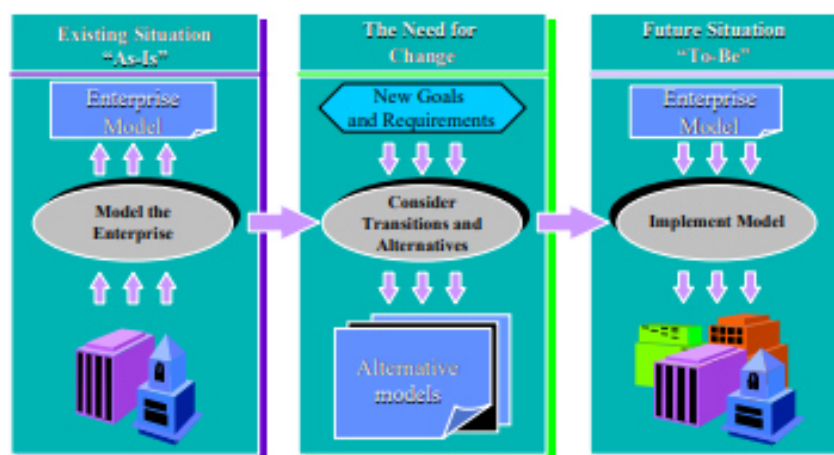 Existing Situation
“As-Is”
Enterprise
Model
Model the
Enterprise
The Need for
Change
New Goals
and Requirements
Consider
Transitions and
Alternatives
Alternative
models
Future Situation
“To-Be”
Enterprise
Model
Implement Model